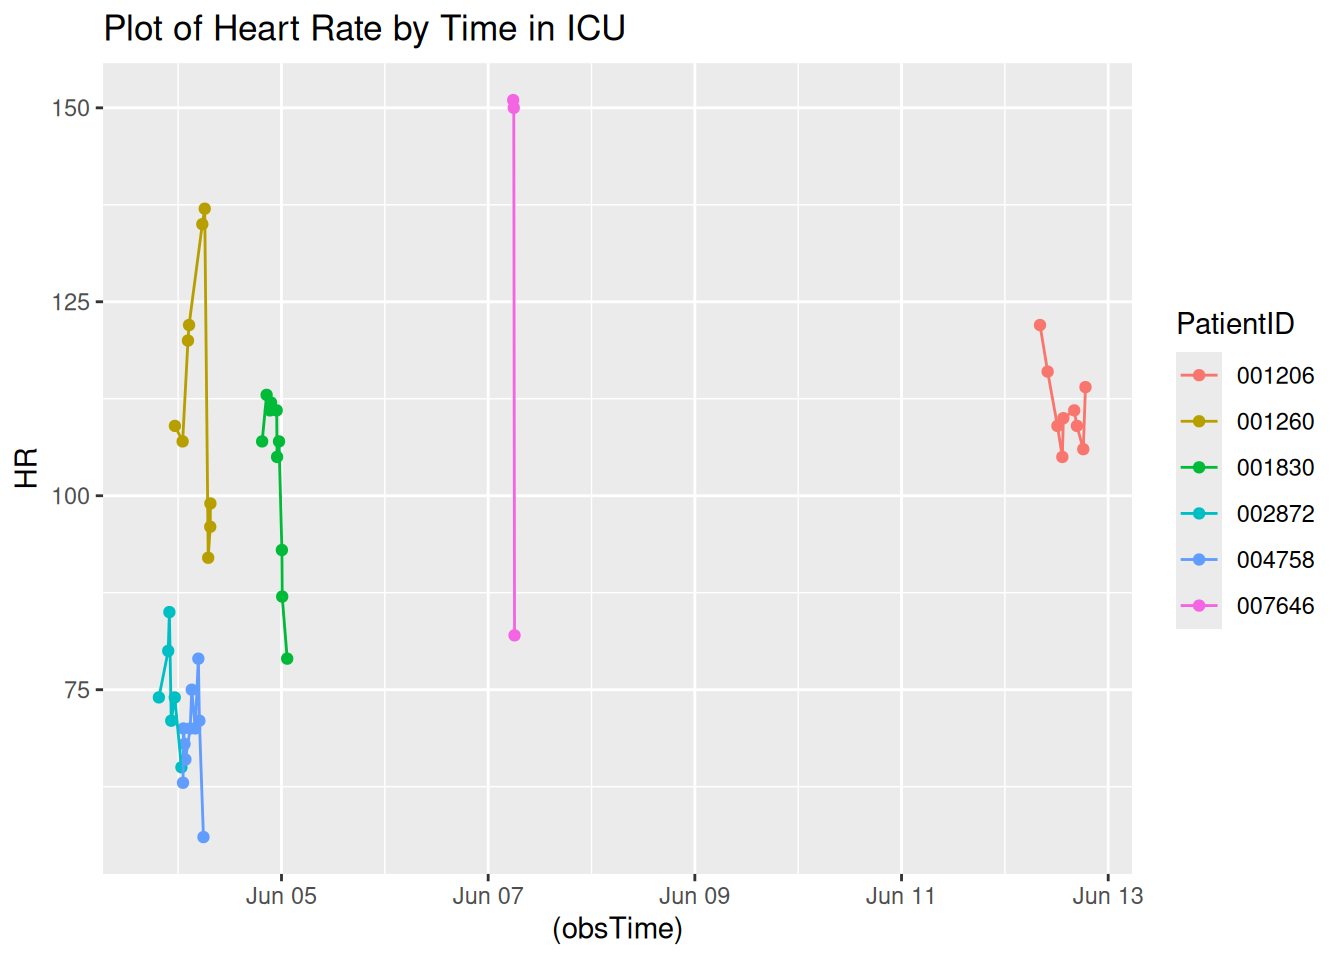 Plot of Heart Rate by Time in ICU
150
125
100
75
HR
Jun 05 Jun 07 Jun 09 Jun 11 Jun 13
(obsTime)
PatientID
001206
001260
001830
002872
004758
007646